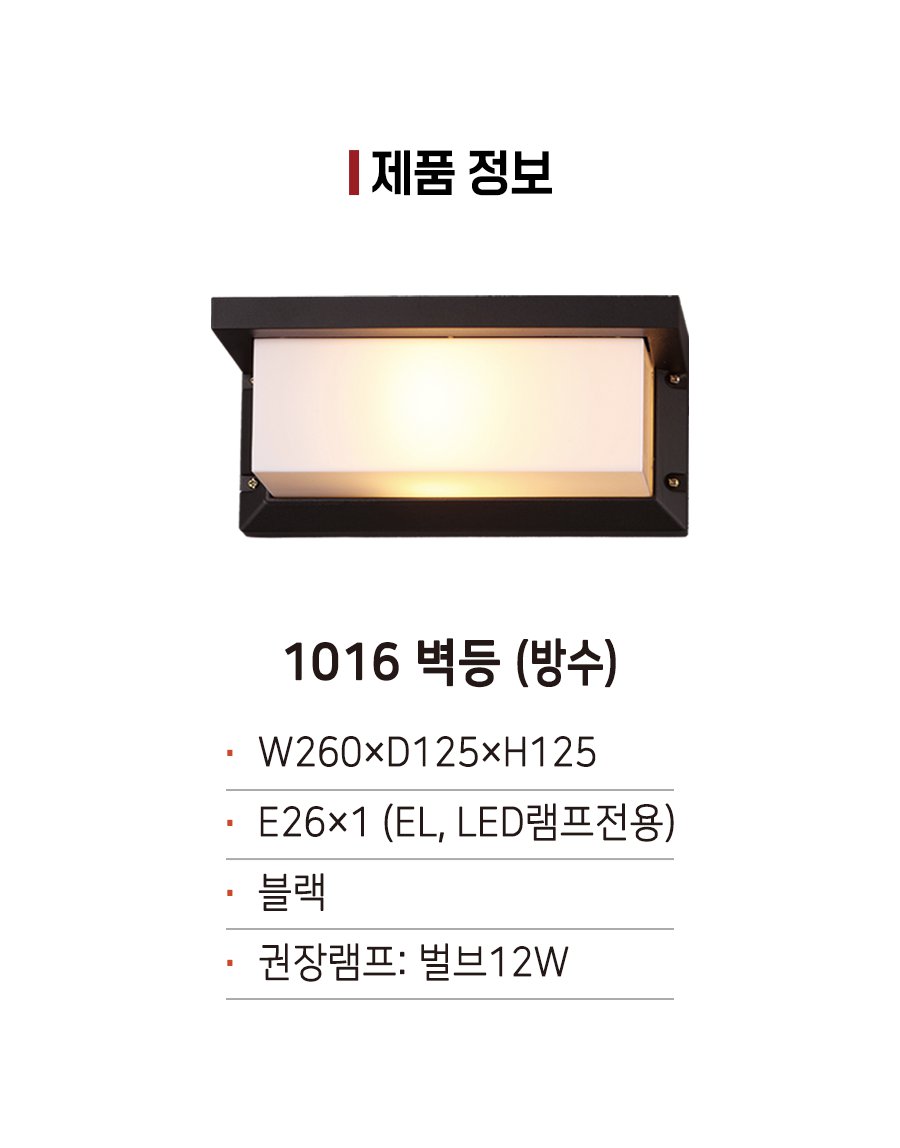 제품 정보
1016 벽등 (방수)
· W260×D125×H125
· E26×1 (EL, LED램프전용)
· 블랙
· 권장램프: 벌브12W